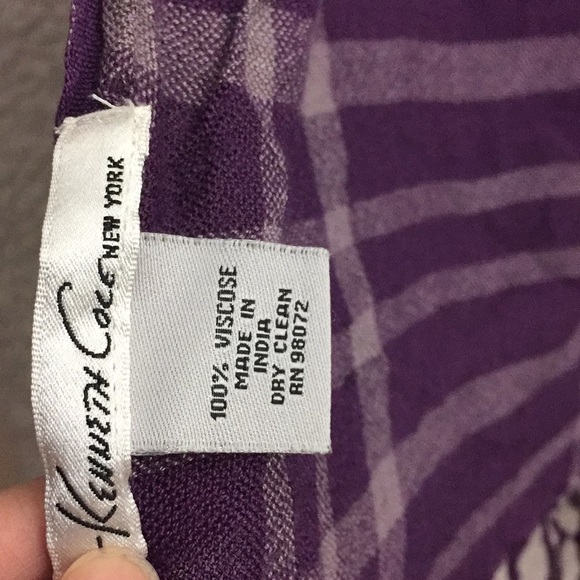 Kenneth Cole NEW YORK
100% VISCOSE
MADE IN
INDIA
DRY CLEAN
RN 98072